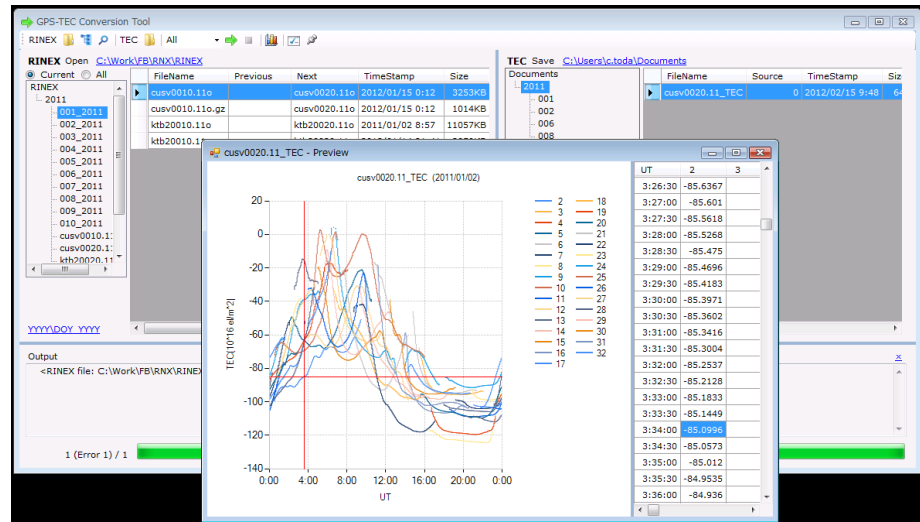 GPS-TEC Conversion Tool
RINEX TEC All
RINEX Open C:\Work\FB\RNX\RINEX
Current All
RINEX
2011
001_2011
002_2011
003_2011
004_2011
005_2011
006_2011
007_2011
008_2011
009_2011
010_2011
cusv0010.1
cusv0020.1
ktb20020.11
YYYY\DOY YYYY
FileName Previous Next TimeStamp Size
cusv0010.11o cusv0020.11o 2012/01/15 0:12 3253KB
cusv0010.11o.gz cusv0020.11o 2012/01/15 0:12 1014KB
ktb20010.11o ktb20020.11o 2011/01/02 8:57 11057KB
ktb20010.11
TEC Save C:\Users\c.toda\Documents
Documents
2011
001
002
006
008
FileName Source TimeStamp Siz
cusv0020.11_TEC 0 2012/02/15 9:48 64
Output
<RINEX file: C:\Work\FB\RNX\RINEX
1 (Error 1) / 1
cusv0020.11_TEC - Preview
cusv0020.11_TEC (2011/01/02)
TEC(10^16 el/m^2]
20
0
-20
-40
-60
-80
-100
-120
-140
0:00 4:00 8:00 12:00 16:00 20:00 0:00
UT
2 18
3 19
4 20
5 21
6 22
7 23
8 24
9 25
10 26
11 27
12 28
13 29
14 30
15 31
16 32
17
UT 2 3
3:26:30 -85.6367
3:27:00 -85.601
3:27:30 -85.5618
3:28:00 -85.5268
3:28:30 -85.475
3:29:00 -85.4696
3:29:30 -85.4183
3:30:00 -85.3971
3:30:30 -85.3602
3:31:00 -85.3416
3:31:30 -85.3004
3:32:00 -85.2537
3:32:30 -85.2128
3:33:00 -85.1833
3:33:30 -85.1449
3:34:00 -85.0996
3:34:30 -85.0573
3:35:00 -85.012
3:35:30 -84.9535
3:36:00 -84.936